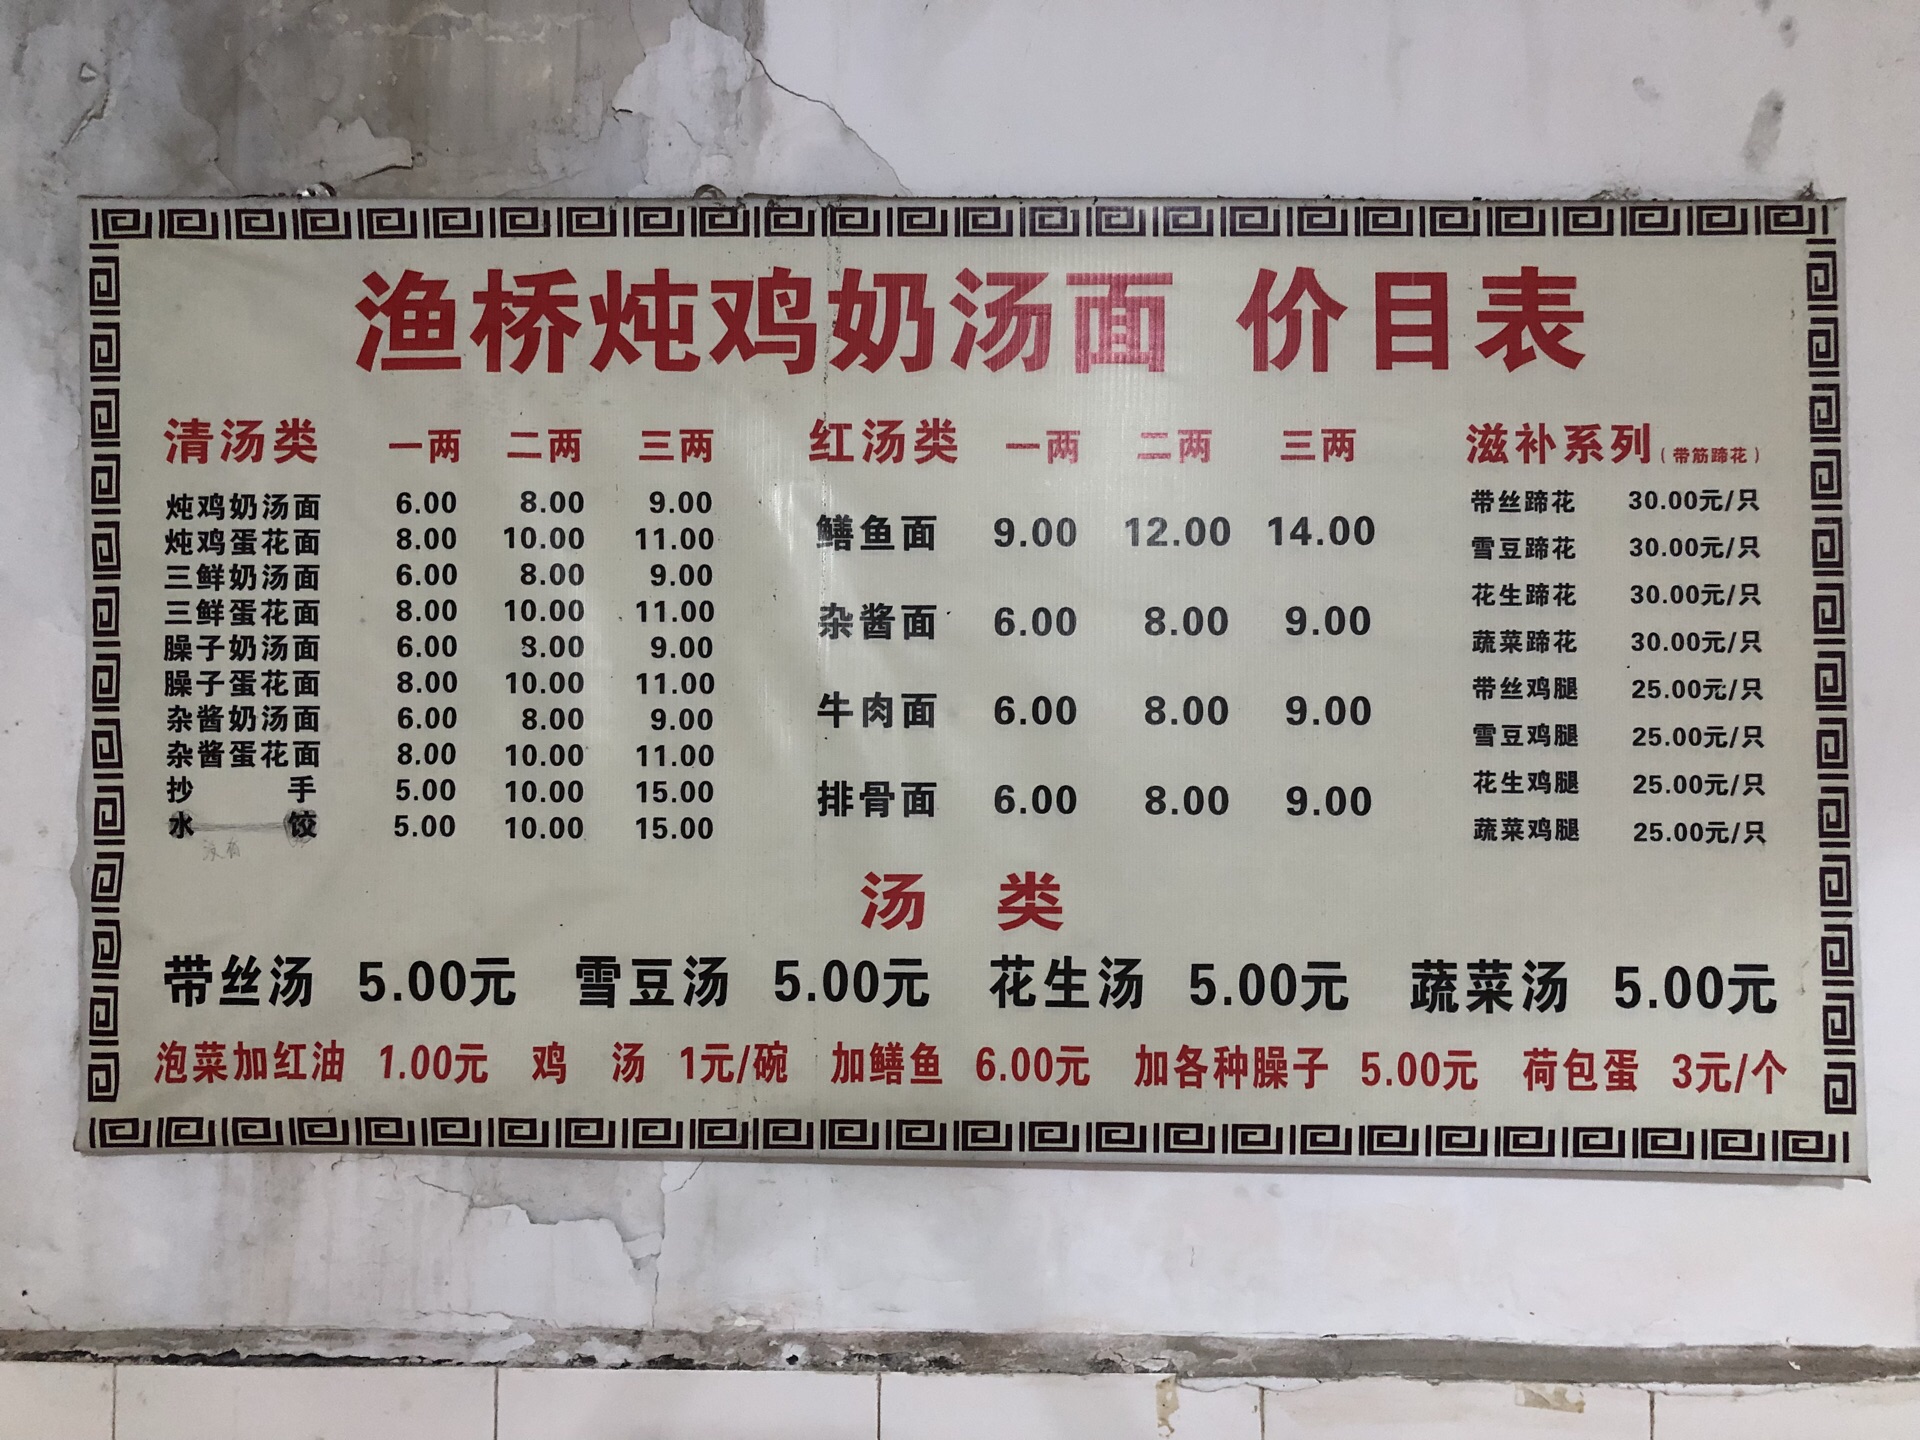 渔桥炖鸡奶汤面 价目表
清汤类 一两 二两 三两
炖鸡奶汤面 6.00 8.00 9.00
炖鸡蛋花面 8.00 10.00 11.00
三鲜奶汤面 6.00 8.00 9.00
三鲜蛋花面 8.00 10.00 11.00
臊子奶汤面 6.00 8.00 9.00
臊子蛋花面 8.00 10.00 11.00
杂酱奶汤面 6.00 8.00 9.00
杂酱蛋花面 8.00 10.00 11.00
抄手 5.00 10.00 15.00
水饺 5.00 10.00 15.00
没有
红汤类 一两 二两 三两
鳝鱼面 9.00 12.00 14.00
杂酱面 6.00 8.00 9.00
牛肉面 6.00 8.00 9.00
排骨面 6.00 8.00 9.00
滋补系列(带筋蹄花)
带丝蹄花 30.00元/只
雪豆蹄花 30.00元/只
花生蹄花 30.00元/只
蔬菜蹄花 30.00元/只
带丝鸡腿 25.00元/只
雪豆鸡腿 25.00元/只
花生鸡腿 25.00元/只
蔬菜鸡腿 25.00元/只
汤 类
带丝汤 5.00元 雪豆汤 5.00元 花生汤 5.00元 蔬菜汤 5.00元
泡菜加红油 1.00元 鸡 汤 1元/碗 加鳝鱼 6.00元 加各种臊子 5.00元 荷包蛋 3元/个